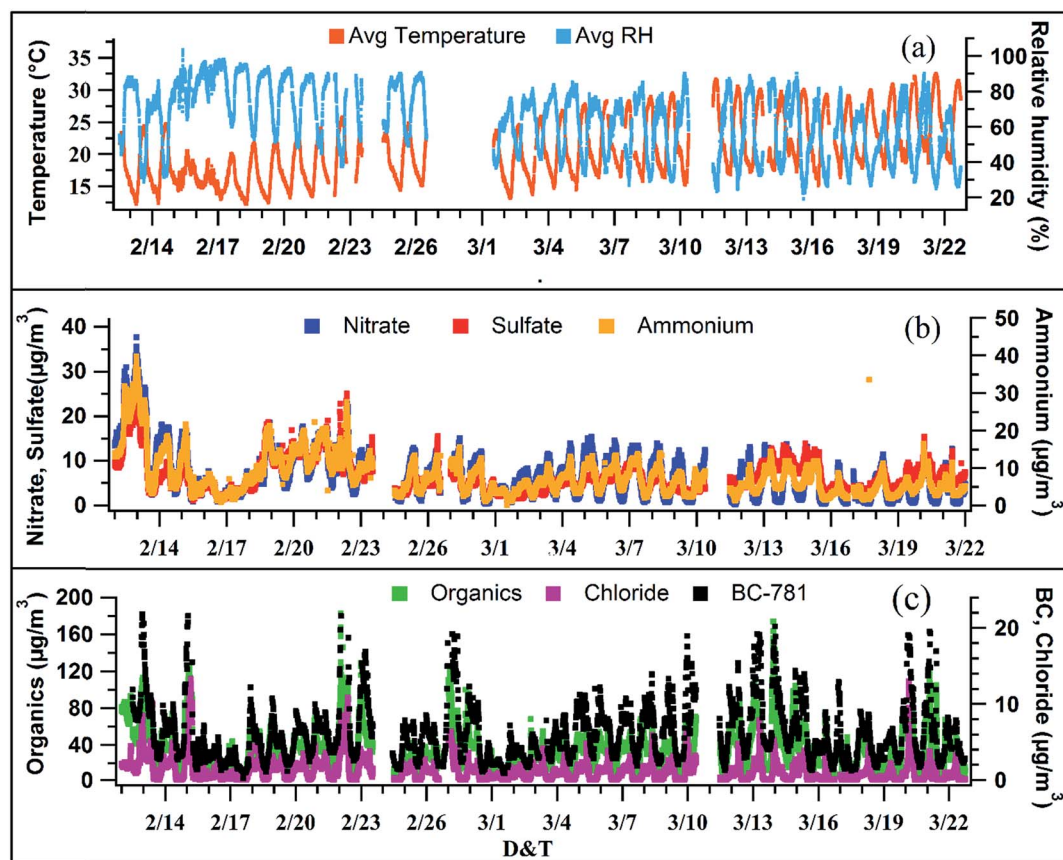 Avg Temperature Avg RH (a)
Temperature (°C)
35
30
25
20
15
Relative humidity (%)
100
80
60
40
20
2/14 2/17 2/20 2/23 2/26 3/1 3/4 3/7 3/10 3/13 3/16 3/19 3/22
Nitrate Sulfate Ammonium (b)
Nitrate, Sulfate(µg/m³)
40
30
20
10
0
Ammonium (µg/m³)
50
40
30
20
10
0
2/14 2/17 2/20 2/23 2/26 3/1 3/4 3/7 3/10 3/13 3/16 3/19 3/22
Organics Chloride BC-781 (c)
Organics (µg/m³)
200
160
120
80
40
0
BC, Chloride (µg/m³)
20
10
0
2/14 2/17 2/20 2/23 2/26 3/1 3/4 3/7 3/10 3/13 3/16 3/19 3/22
D&T